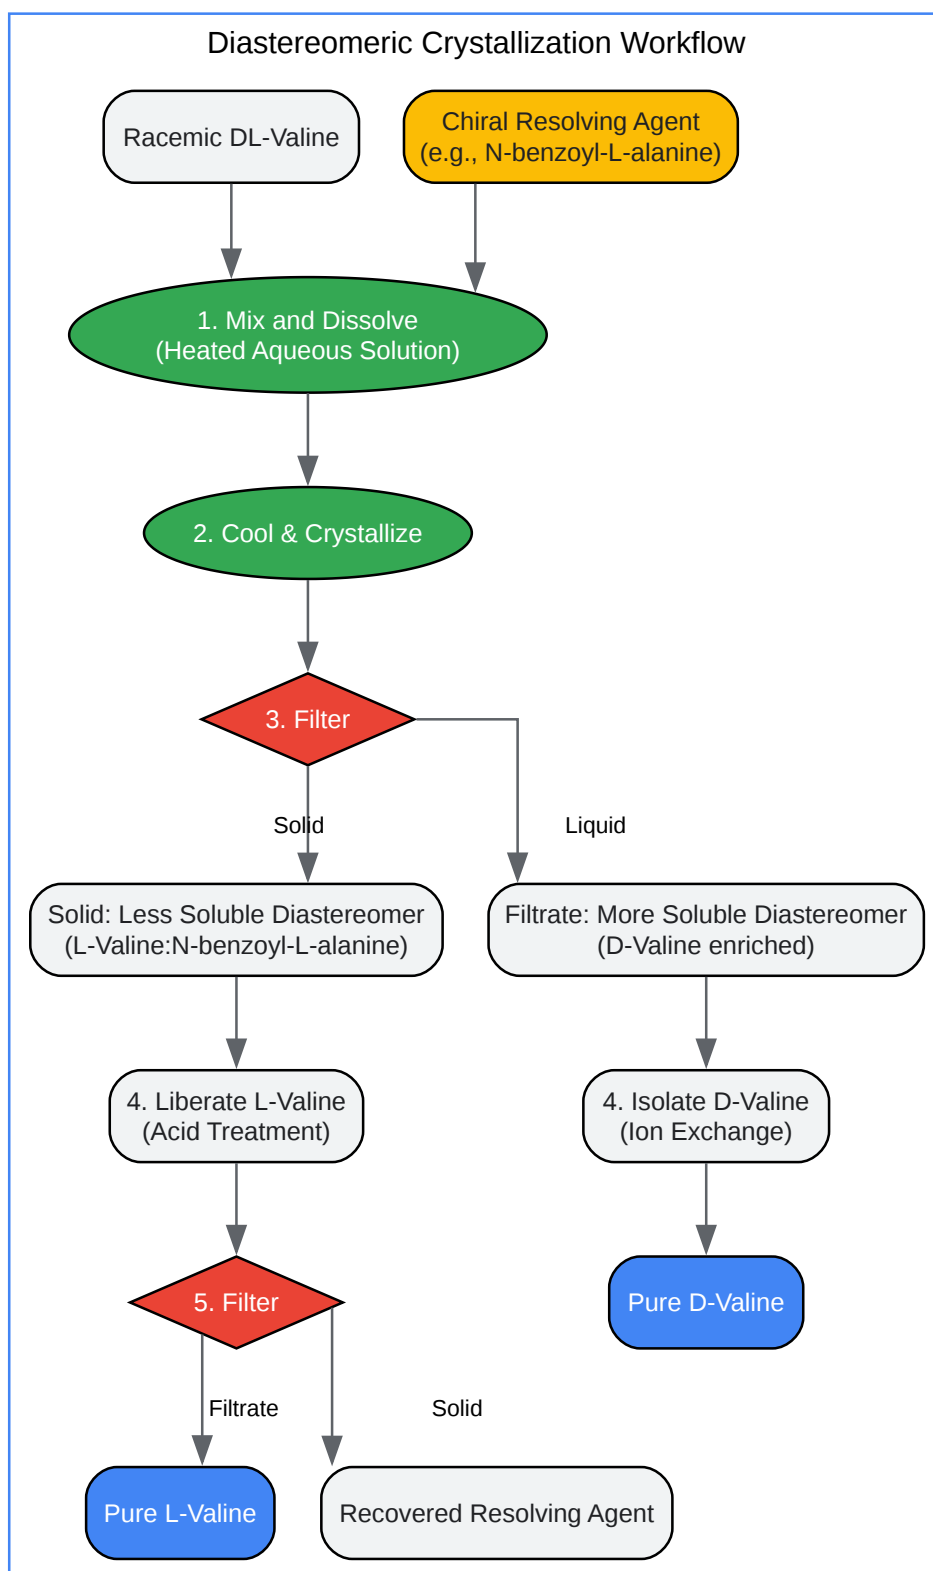 Diastereomeric Crystallization Workflow
Racemic DL-Valine
Chiral Resolving Agent
(e.g., N-benzoyl-L-alanine)
1. Mix and Dissolve
(Heated Aqueous Solution)
2. Cool & Crystallize
3. Filter
Solid
Liquid
Solid: Less Soluble Diastereomer
(L-Valine:N-benzoyl-L-alanine)
Filtrate: More Soluble Diastereomer
(D-Valine enriched)
4. Liberate L-Valine
(Acid Treatment)
4. Isolate D-Valine
(Ion Exchange)
5. Filter
Pure D-Valine
Filtrate
Solid
Pure L-Valine
Recovered Resolving Agent